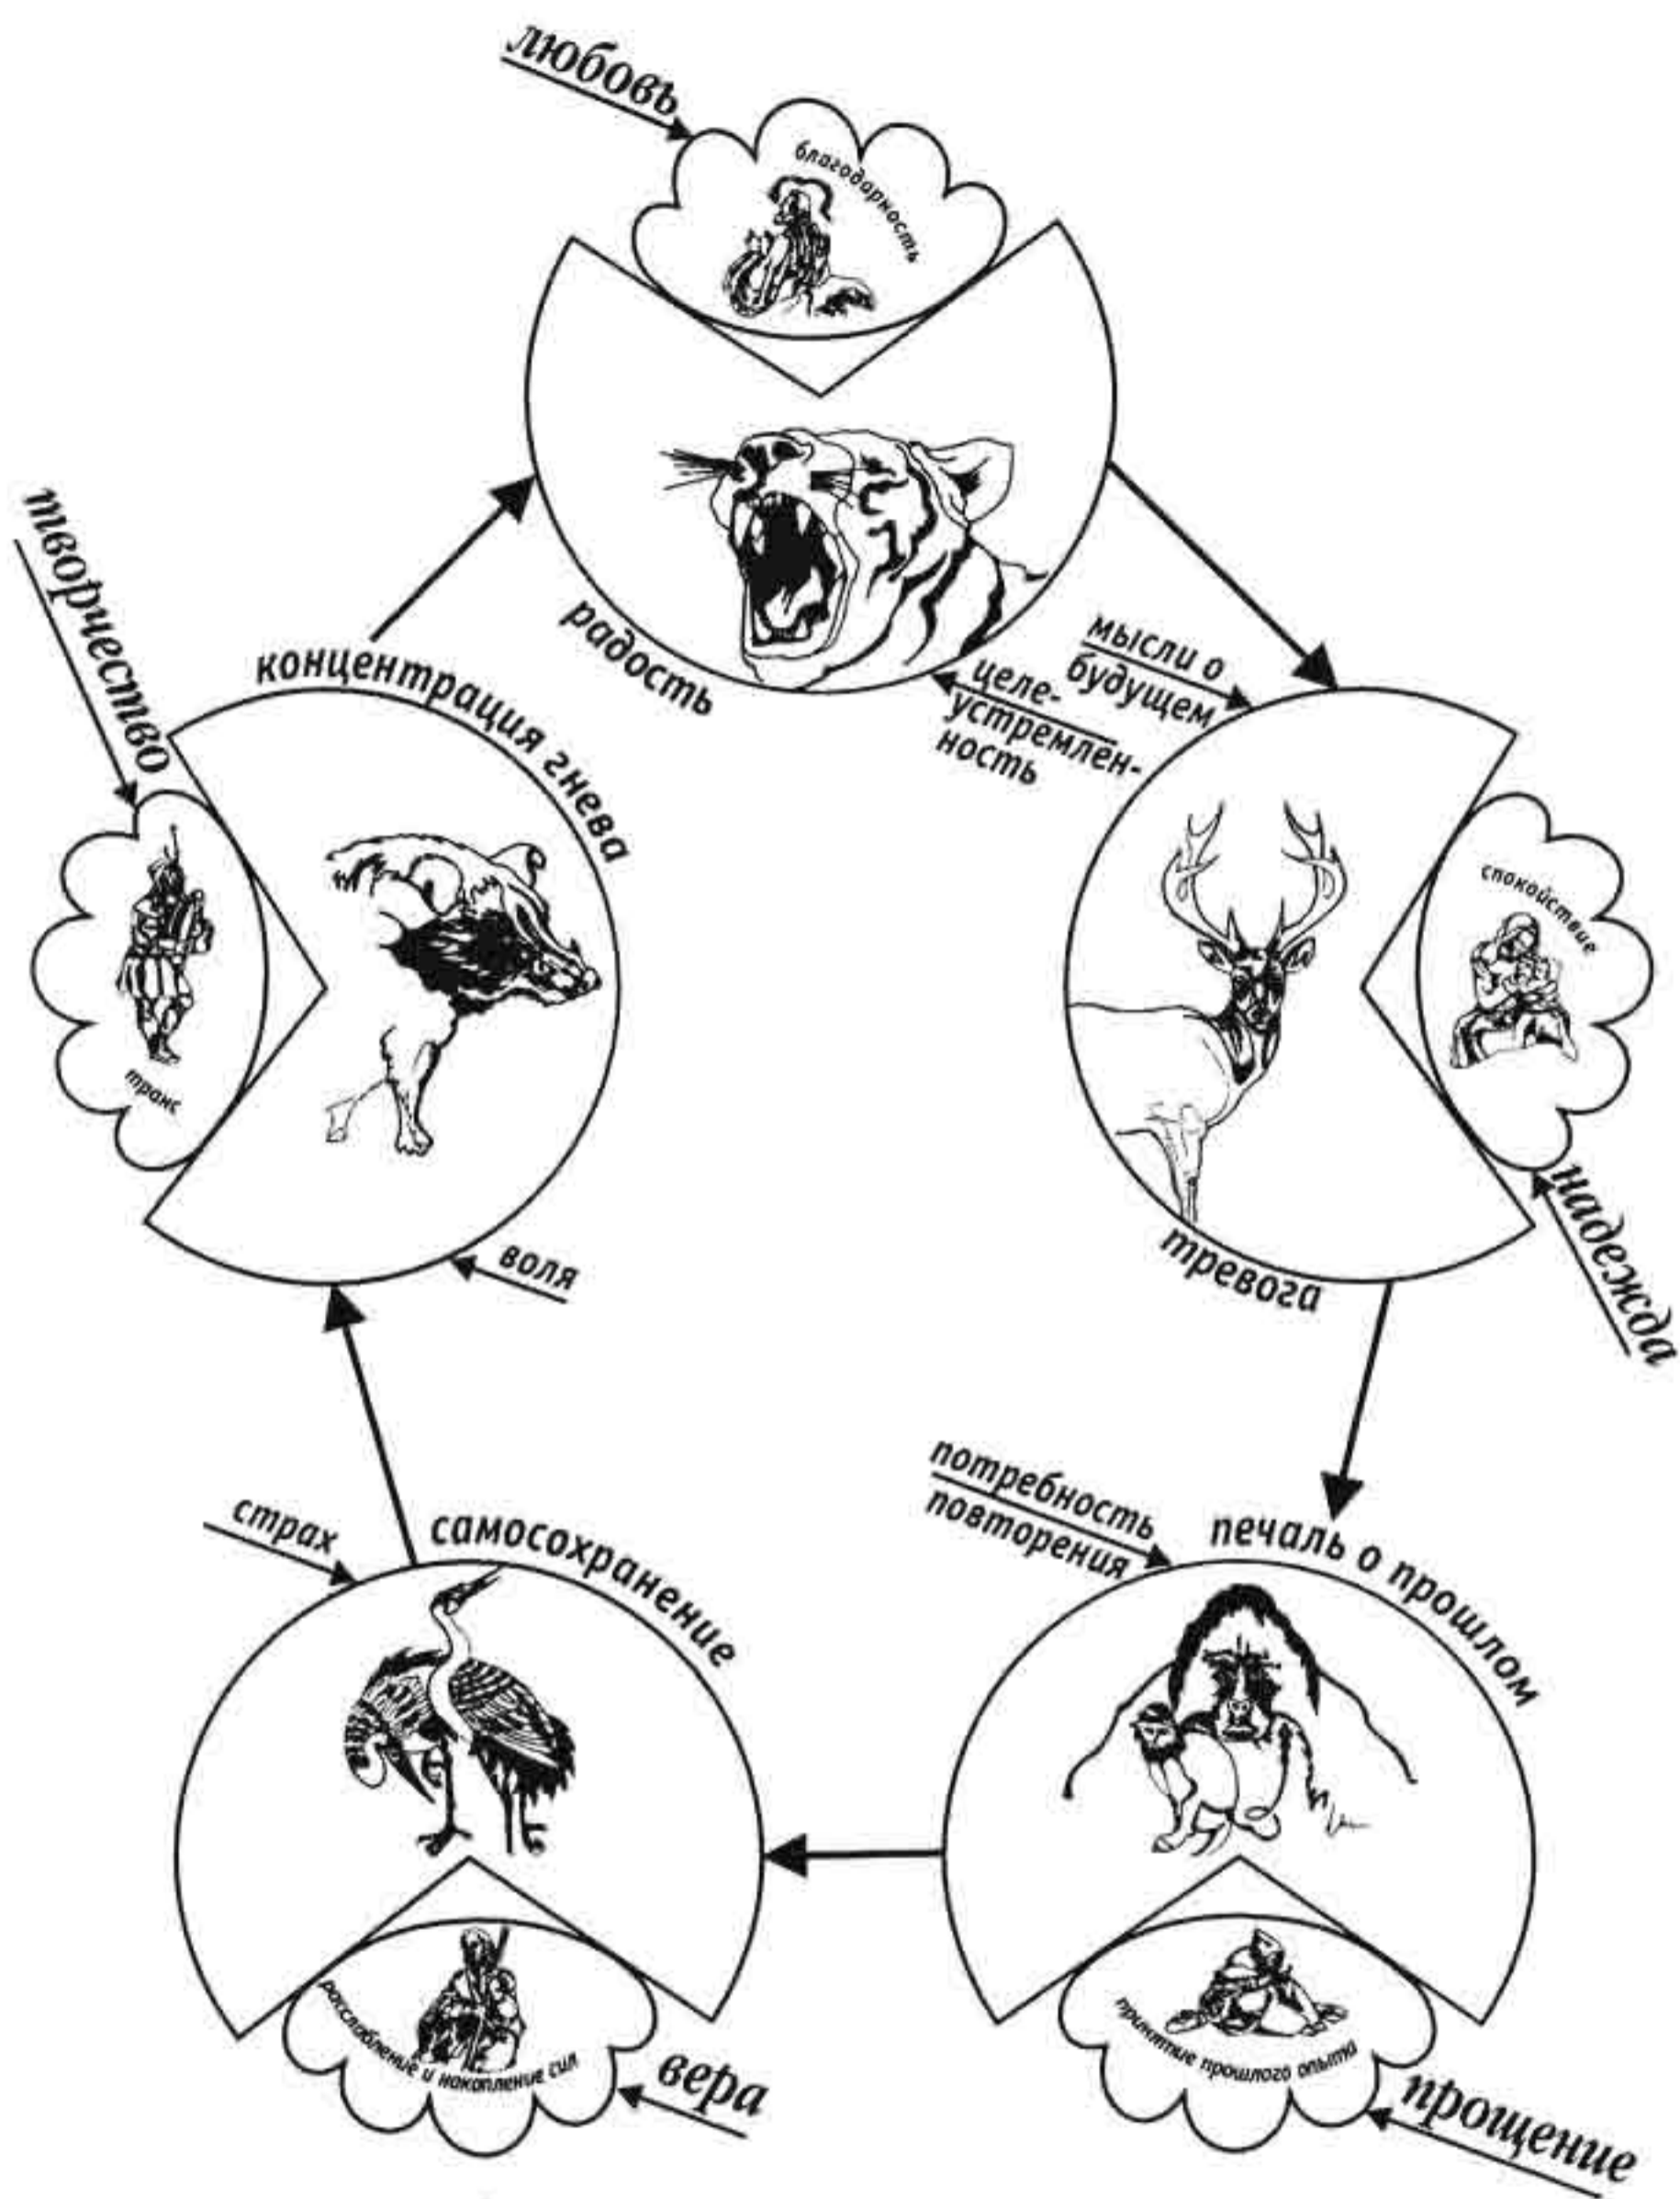 любовь
благодарность
творчество
концентрация гнева
радость
целе-
устремлён-
ность
мысли о
будущем
спокойствие
транс
воля
тревога
надежда
потребность
повторения
печаль о прошлом
страх
самосохранение
расслабление и накопление сил
вера
принятие прошлого опыта
прощение